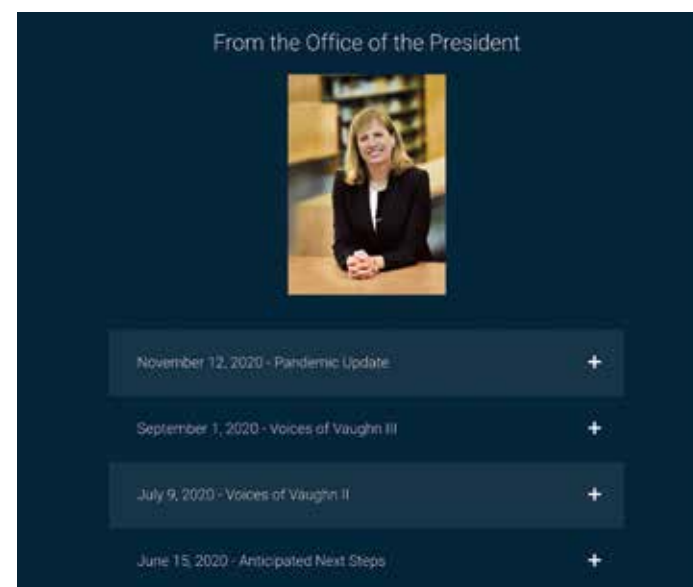 From the Office of the President
November 12, 2020 - Pandemic Update
September 1, 2020 - Voices of Vaughn III
July 9, 2020 - Voices of Vaughn II
June 15, 2020 - Anticipated Next Steps